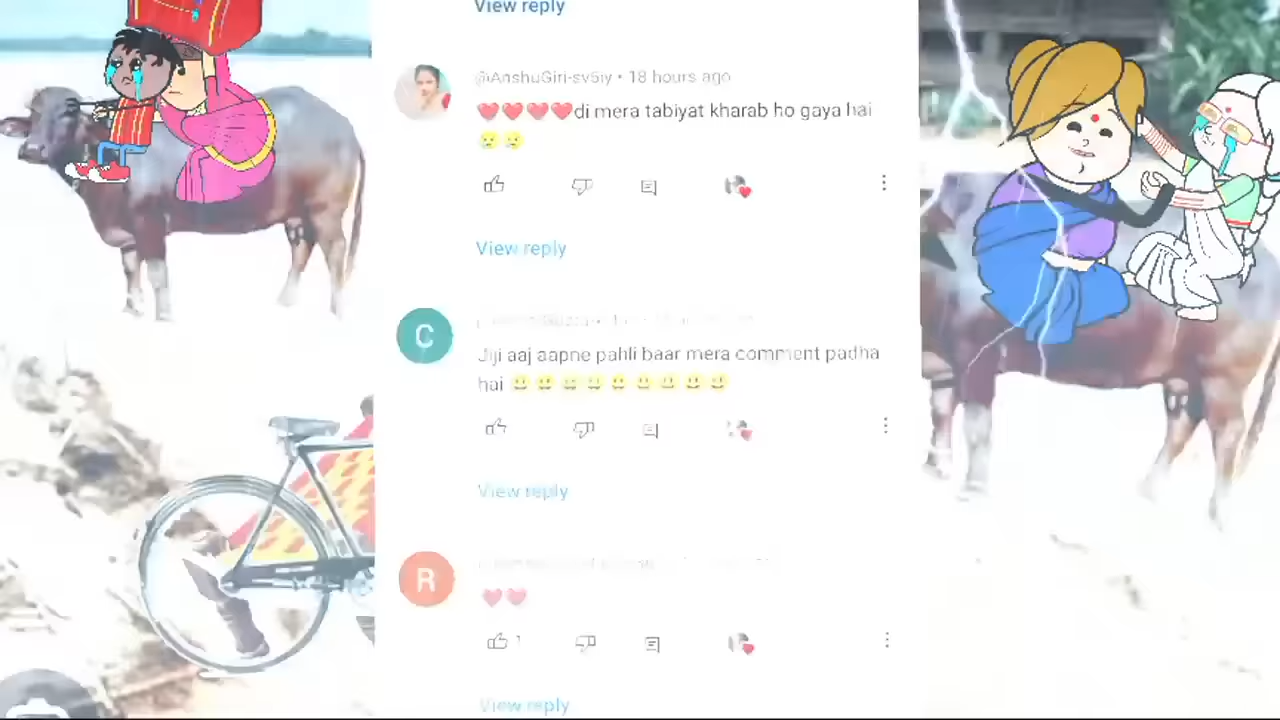 View reply
@AnshuGiri-sv5iy • 18 hours ago
❤️❤️❤️❤️di mera tabiyat kharab ho gaya hai
😢😢
View reply
C
Jiji aaj aapne pahli baar mera comment padha
hai 😃😃😃😃😃😃😃😃😃
View reply
R
❤️❤️
1
View reply